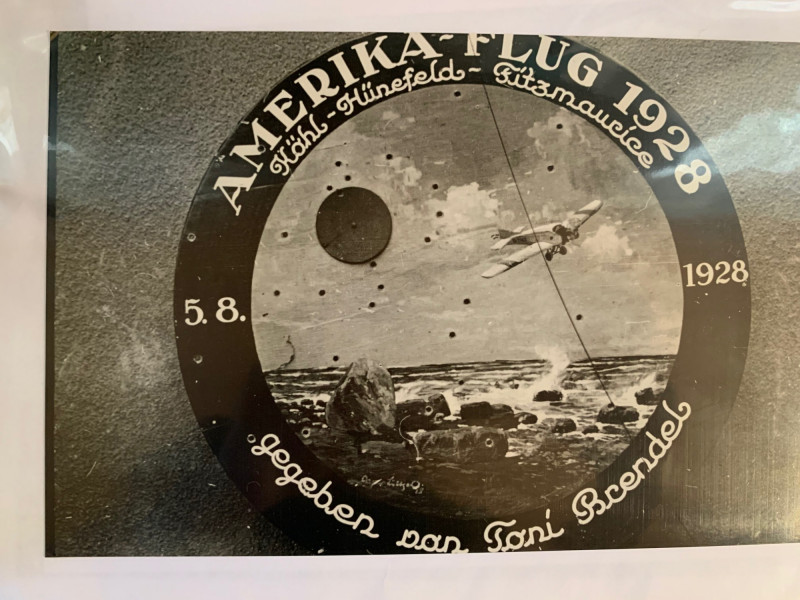 AMERIKA-FLUG 1928
Köhl-Hünefeld-Fitzmaurice
5.8. 1928
gegeben von Toni Brendel